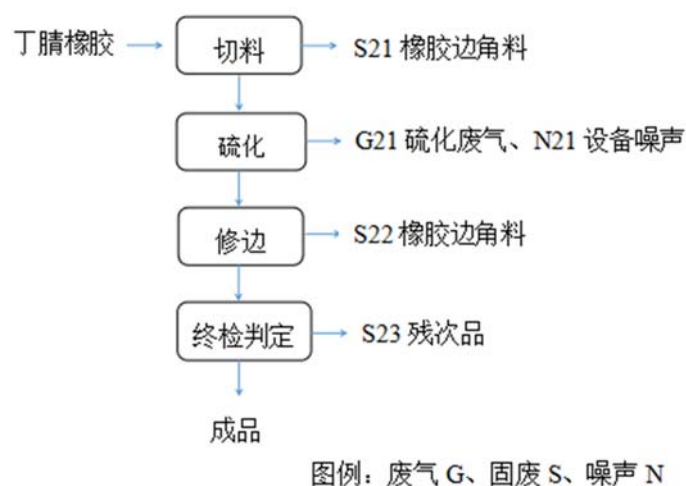 丁腈橡胶
切料
S21 橡胶边角料
硫化
G21 硫化废气、N21 设备噪声
修边
S22 橡胶边角料
终检判定
S23 残次品
成品
图例：废气 G、固废 S、噪声 N